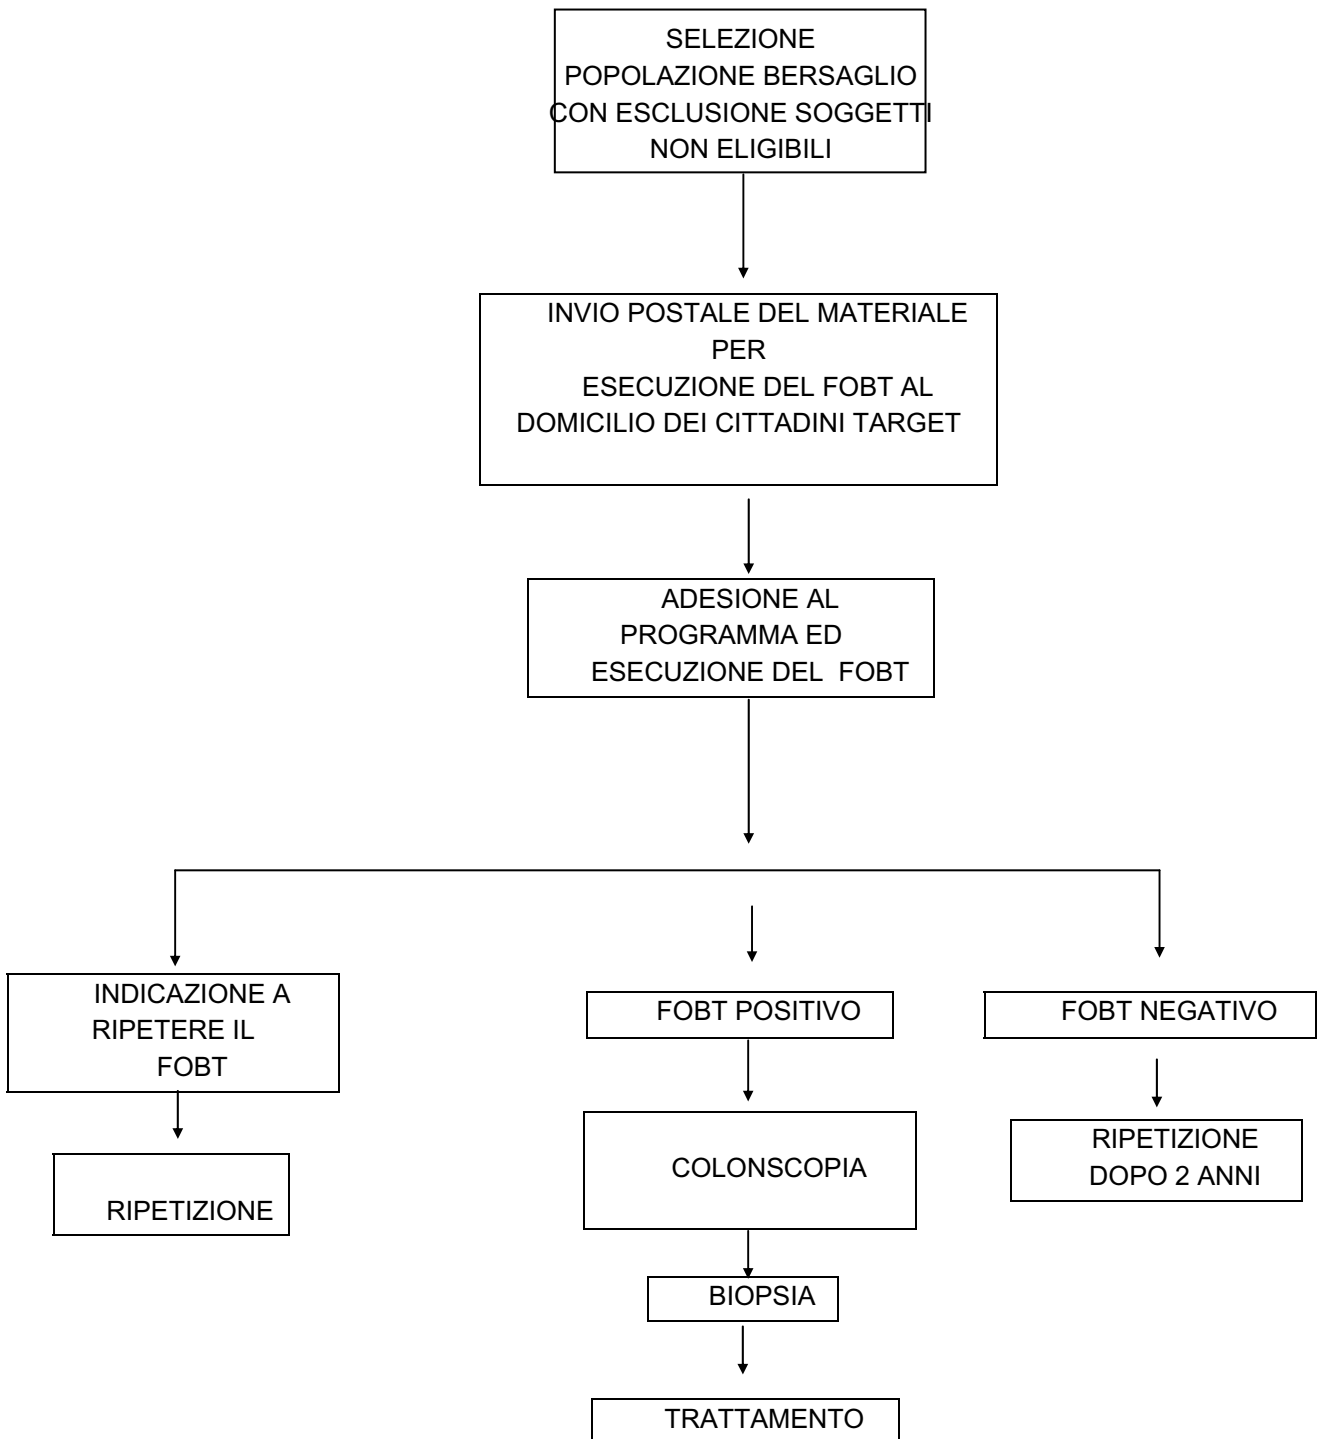 SELEZIONE
POPOLAZIONE BERSAGLIO
CON ESCLUSIONE SOGGETTI
NON ELIGIBILI
INVIO POSTALE DEL MATERIALE
PER
ESECUZIONE DEL FOBT AL
DOMICILIO DEI CITTADINI TARGET
ADESIONE AL
PROGRAMMA ED
ESECUZIONE DEL FOBT
INDICAZIONE A
RIPETERE IL
FOBT
RIPETIZIONE
FOBT POSITIVO
COLONSCOPIA
BIOPSIA
TRATTAMENTO
FOBT NEGATIVO
RIPETIZIONE
DOPO 2 ANNI